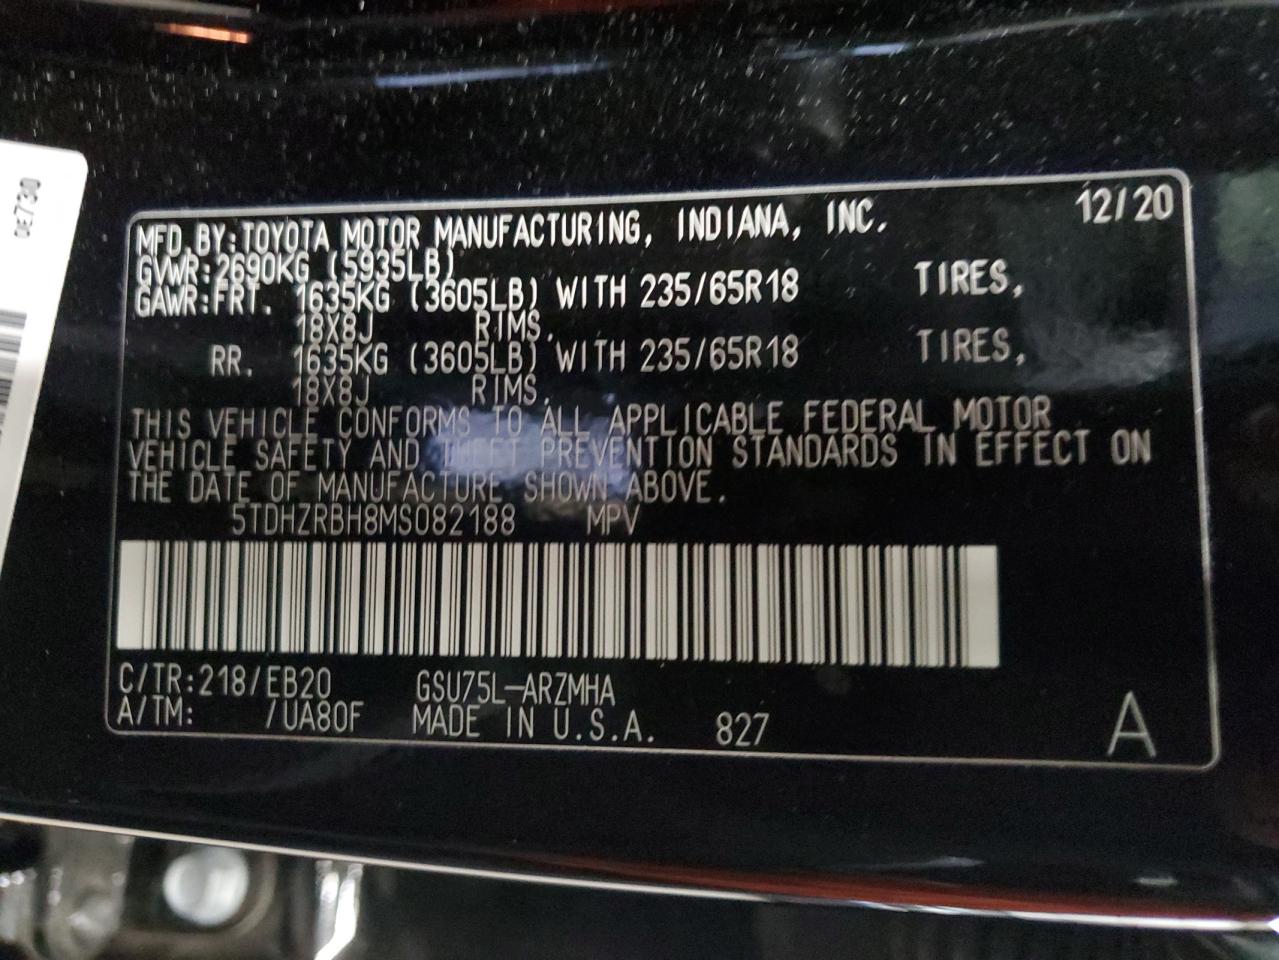 MFD.BY:TOYOTA MOTOR MANUFACTURING, INDIANA, INC. 12/20
GVWR:2690KG (5935LB)
GAWR:FRT. 1635KG (3605LB) WITH 235/65R18 TIRES,
18X8J RIMS.
RR. 1635KG (3605LB) WITH 235/65R18 TIRES,
18X8J RIMS.
THIS VEHICLE CONFORMS TO ALL APPLICABLE FEDERAL MOTOR
VEHICLE SAFETY AND THEFT PREVENTION STANDARDS IN EFFECT ON
THE DATE OF MANUFACTURE SHOWN ABOVE.
5TDHZRBH8MS082188 MPV
C/TR:218/EB20 GSU75L-ARZMHA
A/TM: /UA80F MADE IN U.S.A. 827 A
0E730